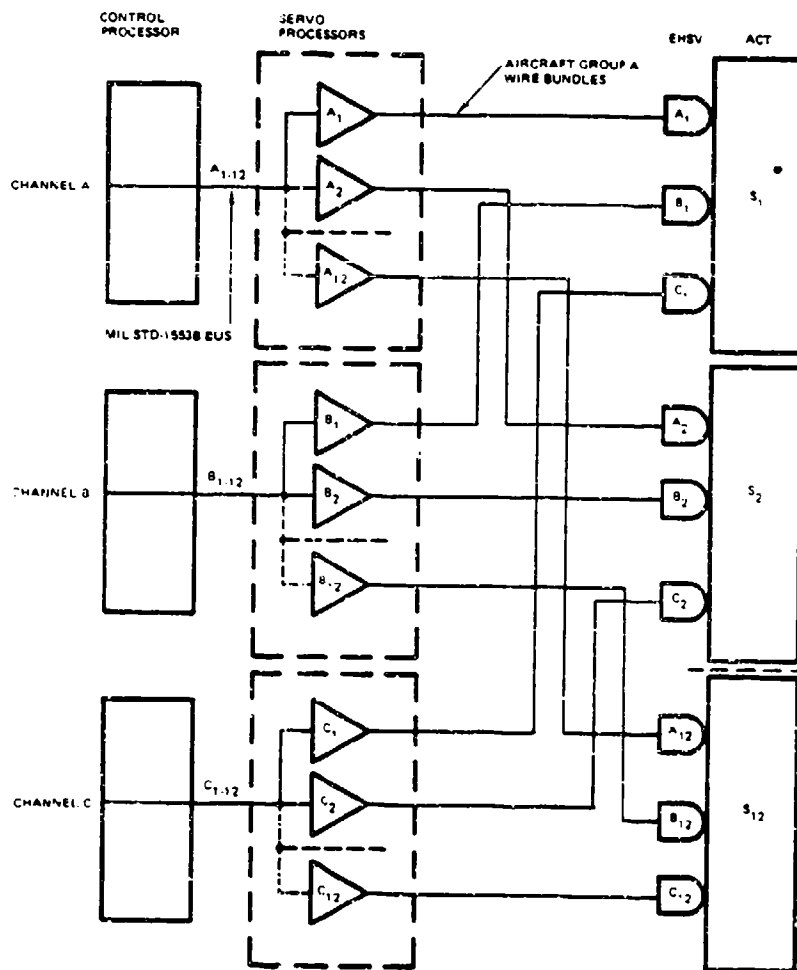 CONTROL PROCESSOR
SERVO PROCESSORS
EHSV
ACT
AIRCRAFT GROUP A
WIRE BUNDLES
CHANNEL A
A1-12
A1
A2
A12
MIL STD-1553B BUS
A1
B1
C1
S1
CHANNEL B
B1-12
B1
B2
B12
A2
B2
C2
S2
CHANNEL C
C1-12
C1
C2
C12
A12
B12
C12
S12